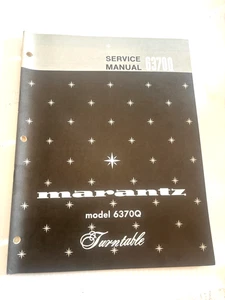 SERVICE
MANUAL 6370Q
marantz
model 6370Q
Turntable